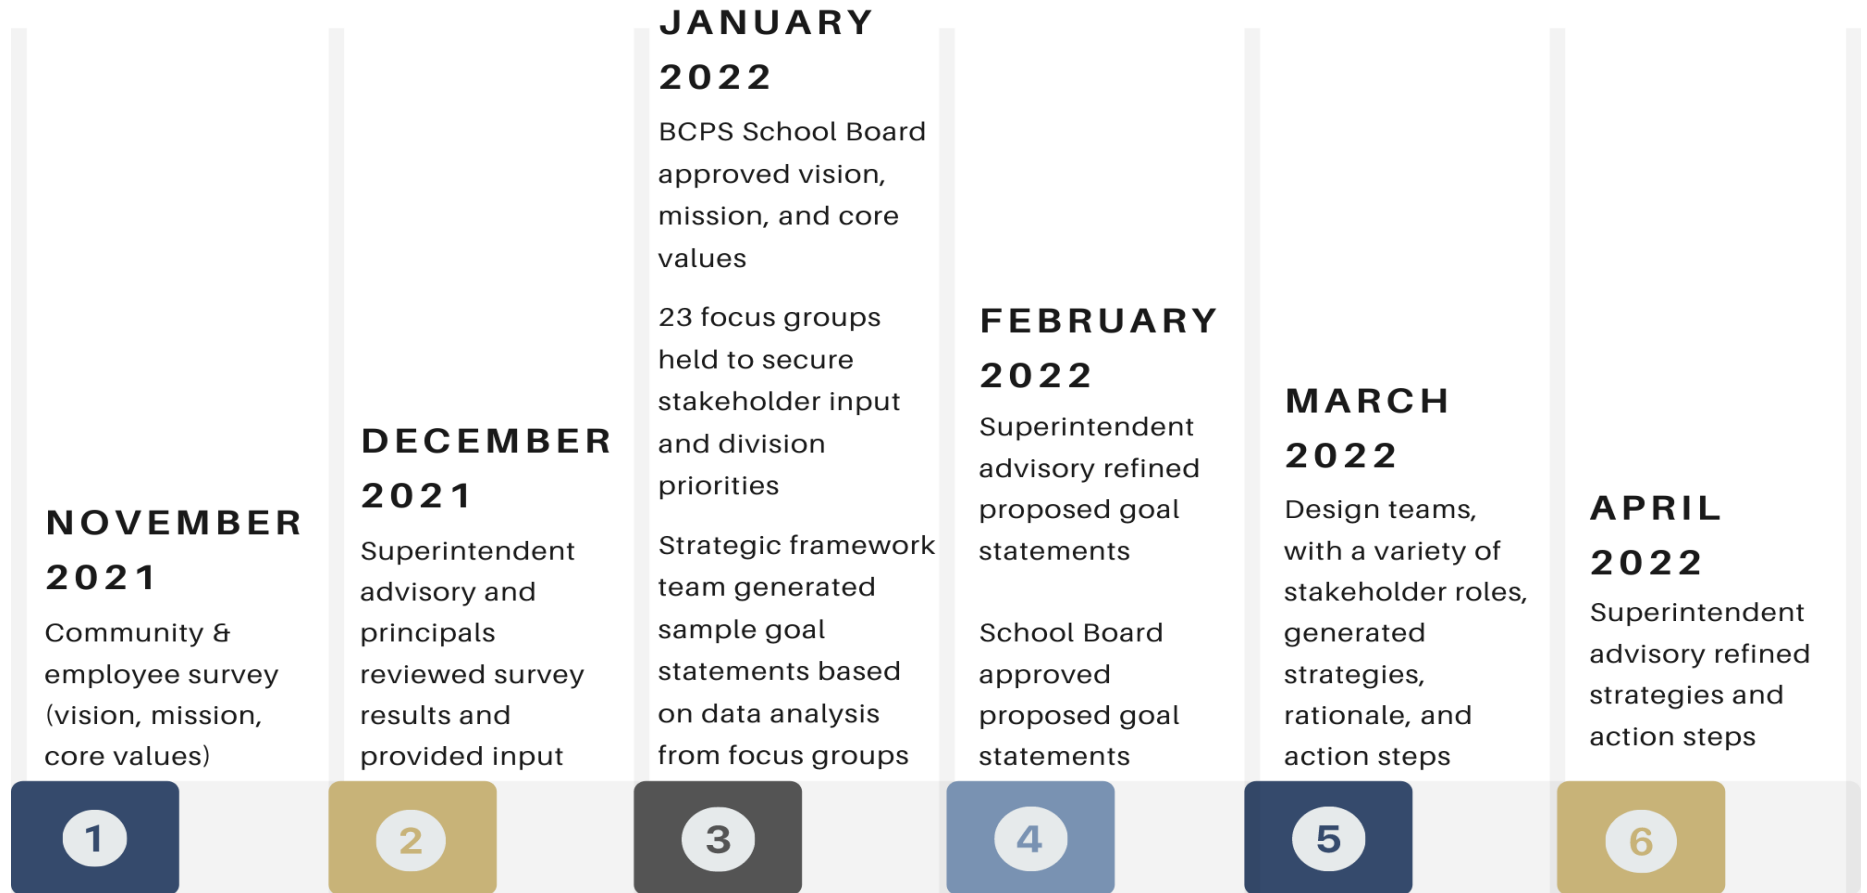 NOVEMBER
2021
Community &
employee survey
(vision, mission,
core values)
1
DECEMBER
2021
Superintendent
advisory and
principals
reviewed survey
results and
provided input
2
JANUARY
2022
BCPS School Board
approved vision,
mission, and core
values
23 focus groups
held to secure
stakeholder input
and division
priorities
Strategic framework
team generated
sample goal
statements based
on data analysis
from focus groups
3
FEBRUARY
2022
Superintendent
advisory refined
proposed goal
statements
School Board
approved
proposed goal
statements
4
MARCH
2022
Design teams,
with a variety of
stakeholder roles,
generated
strategies,
rationale, and
action steps
5
APRIL
2022
Superintendent
advisory refined
strategies and
action steps
6